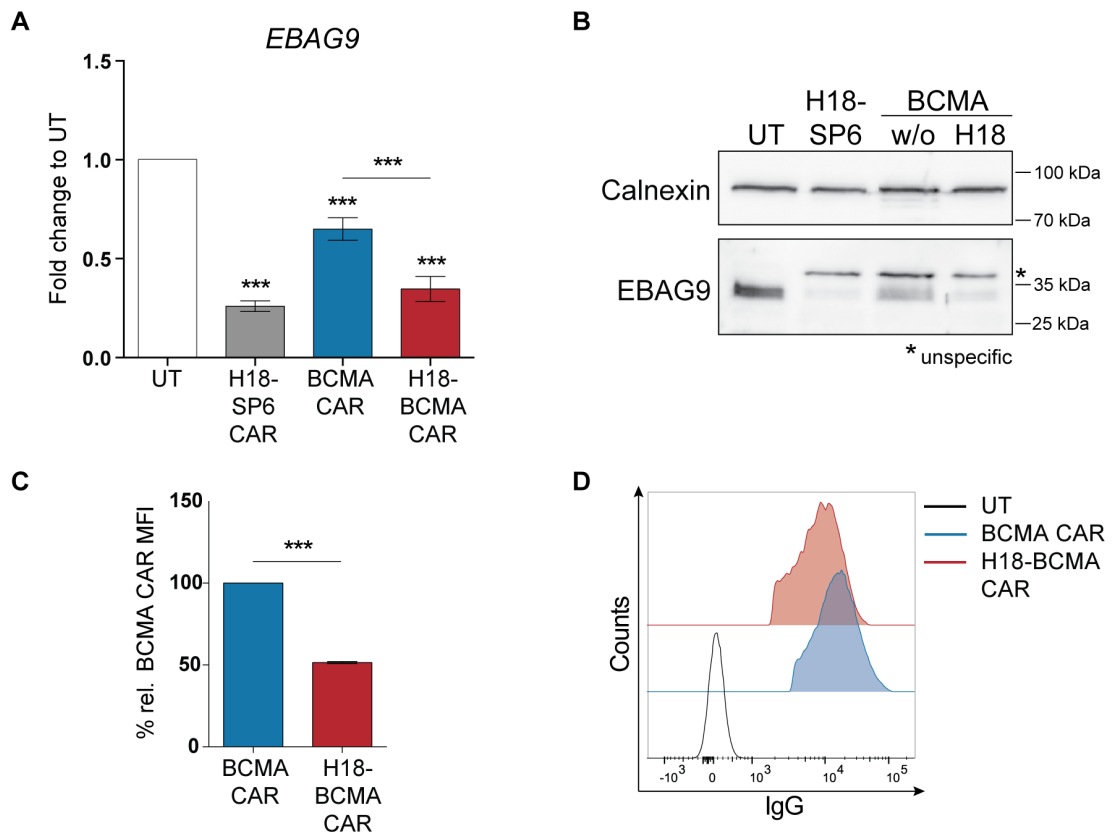 A
EBAG9
Fold change to UT
1.5
1.0
0.5
0.0
***
***
***
***
UT
H18-
SP6
CAR
BCMA
CAR
H18-
BCMA
CAR
B
H18-
SP6
BCMA
UT
w/o
H18
Calnexin
100 kDa
70 kDa
EBAG9
*
35 kDa
25 kDa
* unspecific
C
% rel. BCMA CAR MFI
150
100
50
0
***
BCMA
CAR
H18-
BCMA
CAR
D
Counts
-10³ 0 10³ 10⁴ 10⁵
IgG
UT
BCMA CAR
H18-BCMA
CAR